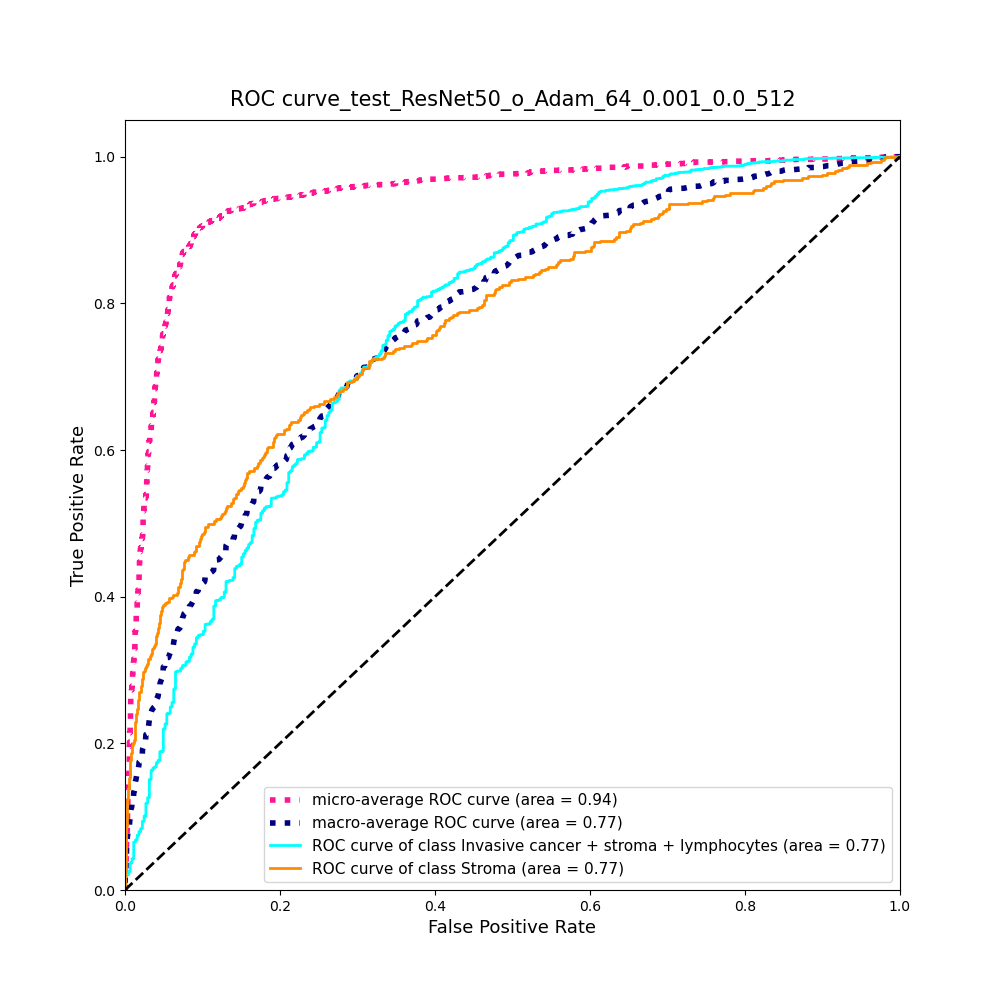 ROC curve_test_ResNet50_o_Adam_64_0.001_0.0_512
1.0
0.8
0.6
0.4
0.2
0.0
True Positive Rate
micro-average ROC curve (area = 0.94)
macro-average ROC curve (area = 0.77)
ROC curve of class Invasive cancer + stroma + lymphocytes (area = 0.77)
ROC curve of class Stroma (area = 0.77)
0.0 0.2 0.4 0.6 0.8 1.0
False Positive Rate